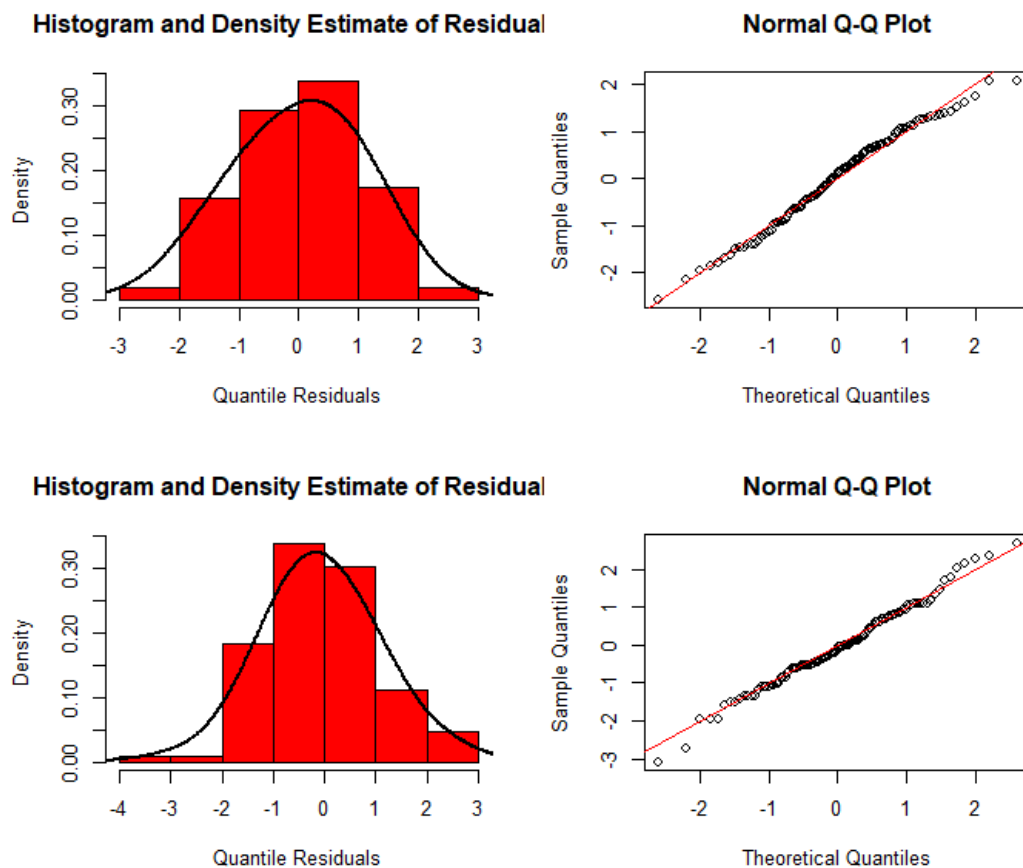 Histogram and Density Estimate of Residual
Normal Q-Q Plot
Density
0.00 0.10 0.20 0.30
-3 -2 -1 0 1 2 3
Quantile Residuals
Sample Quantiles
-2 -1 0 1 2
-2 -1 0 1 2
Theoretical Quantiles
Histogram and Density Estimate of Residual
Normal Q-Q Plot
Density
0.00 0.10 0.20 0.30
-4 -3 -2 -1 0 1 2 3
Quantile Residuals
Sample Quantiles
-3 -2 -1 0 1 2
-2 -1 0 1 2
Theoretical Quantiles